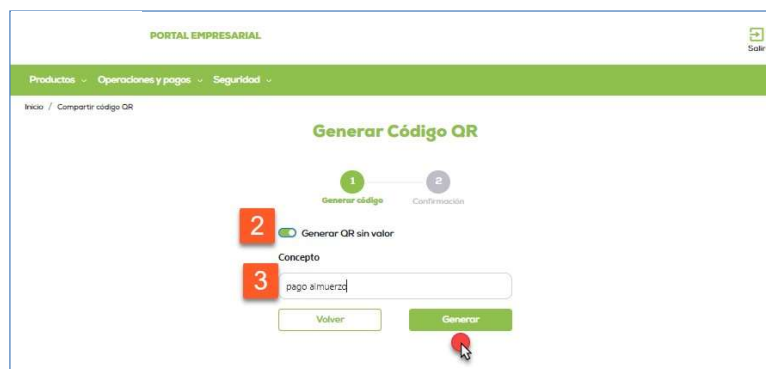 PORTAL EMPRESARIAL
Salir
Productos Operaciones y pagos Seguridad
Inicio / Compartir código QR
Generar Código QR
1 2
Generar código Confirmación
2 Generar QR sin valor
Concepto
3 pago almuerzo
Volver Generar